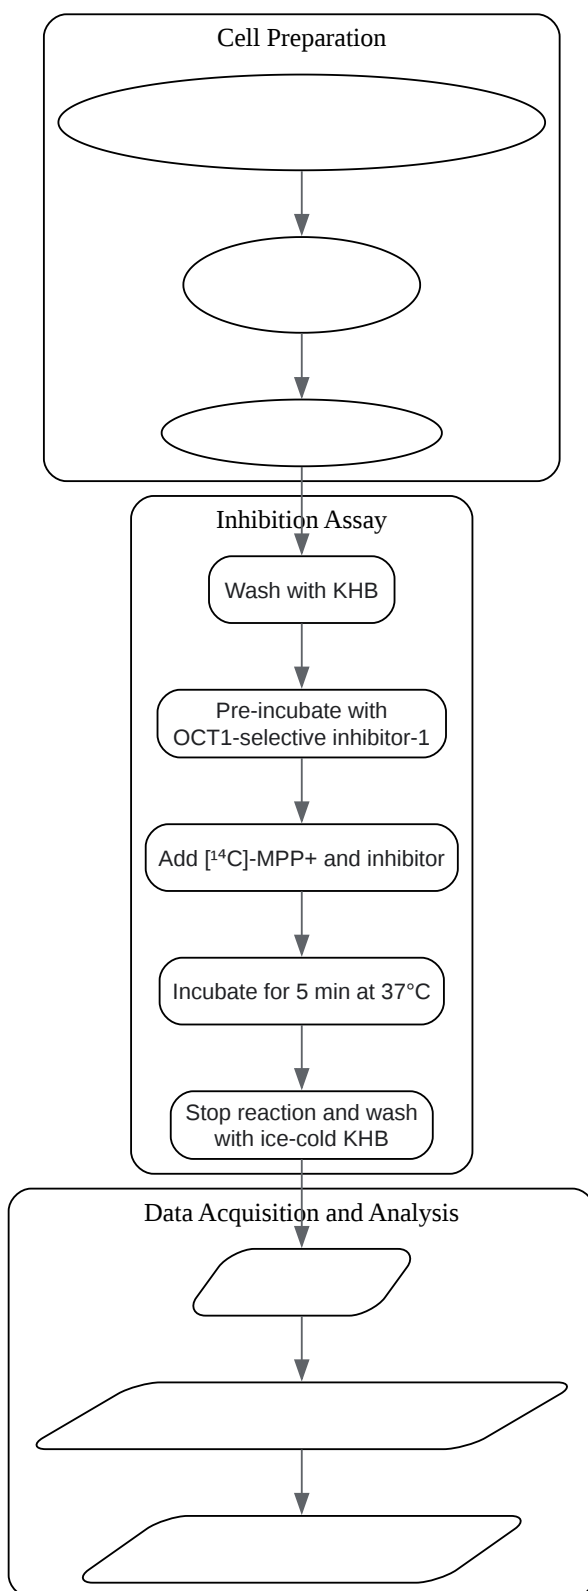 Cell Preparation
Inhibition Assay
Wash with KHB
Pre-incubate with
OCT1-selective inhibitor-1
Add [¹⁴C]-MPP+ and inhibitor
Incubate for 5 min at 37°C
Stop reaction and wash
with ice-cold KHB
Data Acquisition and Analysis